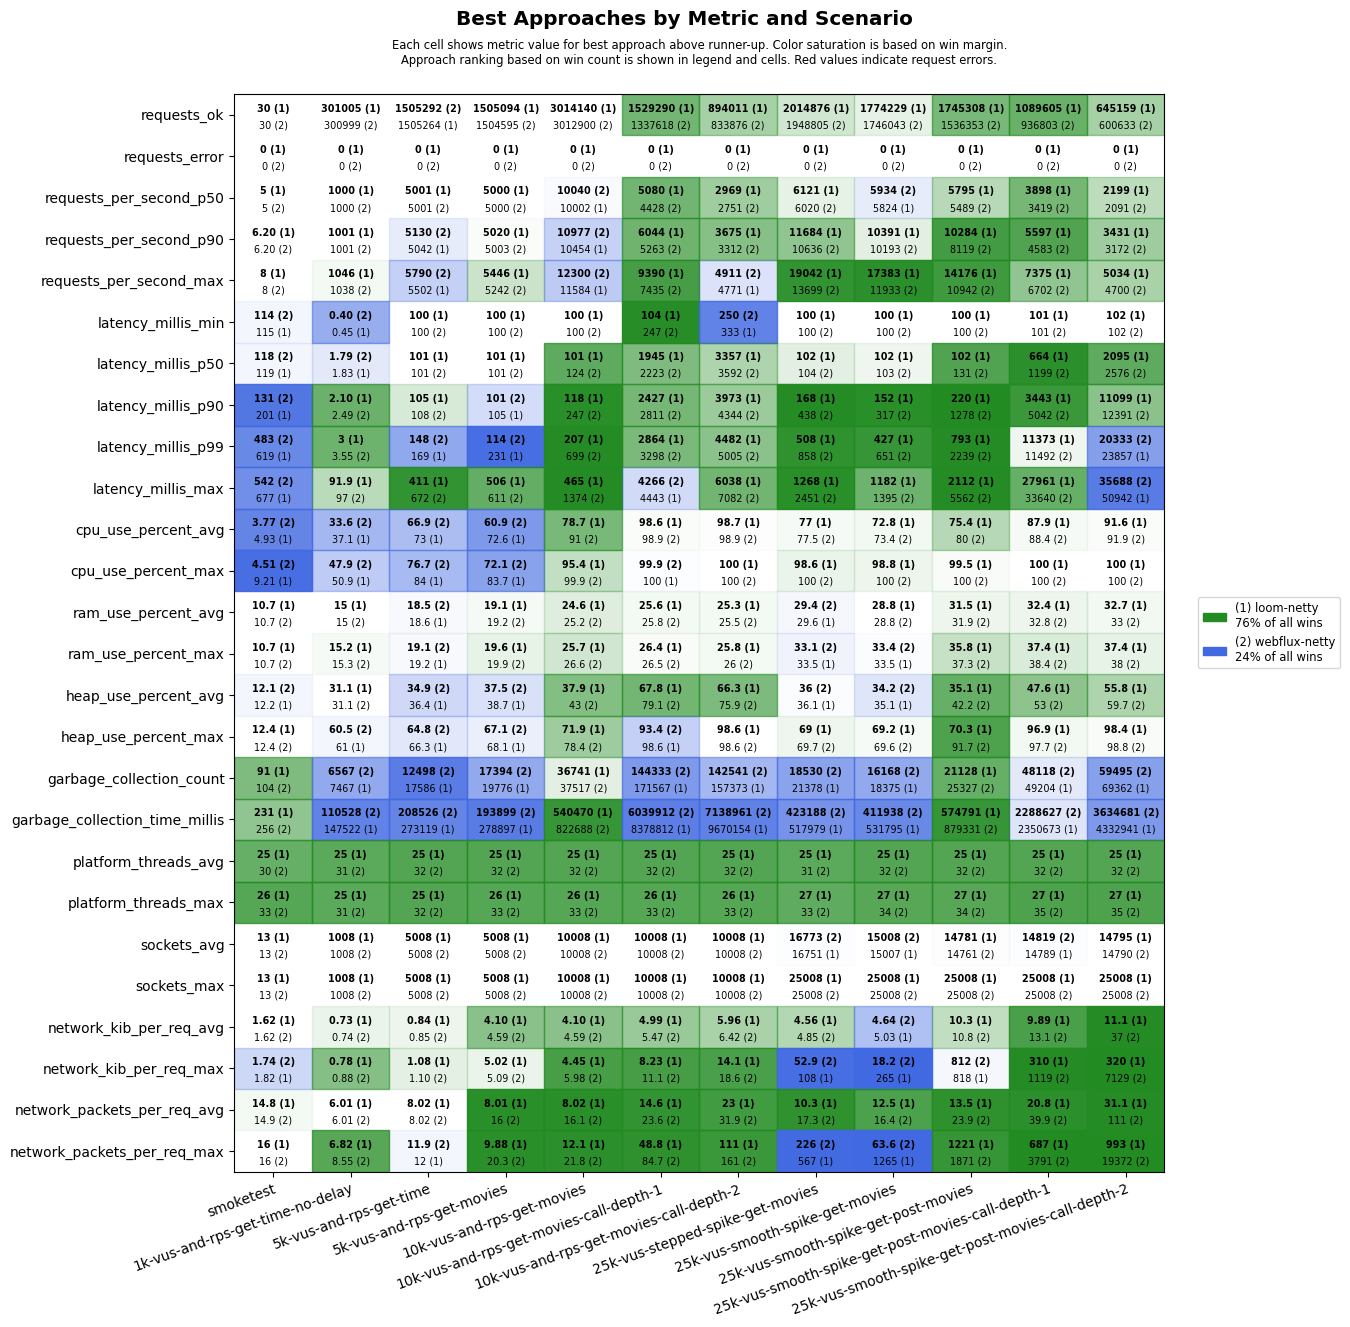 Best Approaches by Metric and Scenario
Each cell shows metric value for best approach above runner-up. Color saturation is based on win margin.
Approach ranking based on win count is shown in legend and cells. Red values indicate request errors.
requests_ok
30 (1) 301005 (1) 1505292 (2) 1505094 (1) 3014140 (1) 1529290 (1) 894011 (1) 2014876 (1) 1774229 (1) 1745308 (1) 1089605 (1) 645159 (1)
30 (2) 300999 (2) 1505264 (1) 1504595 (2) 3012900 (2) 1337618 (2) 833876 (2) 1948805 (2) 1746043 (2) 1536353 (2) 936803 (2) 600633 (2)
requests_error
0 (1) 0 (1) 0 (1) 0 (1) 0 (1) 0 (1) 0 (1) 0 (1) 0 (1) 0 (1) 0 (1) 0 (1)
0 (2) 0 (2) 0 (2) 0 (2) 0 (2) 0 (2) 0 (2) 0 (2) 0 (2) 0 (2) 0 (2) 0 (2)
requests_per_second_p50
5 (1) 1000 (1) 5001 (1) 5000 (1) 10040 (2) 5080 (1) 2969 (1) 6121 (1) 5934 (2) 5795 (1) 3898 (1) 2199 (1)
5 (2) 1000 (2) 5001 (2) 5000 (2) 10002 (1) 4428 (2) 2751 (2) 6020 (2) 5824 (1) 5489 (2) 3419 (2) 2091 (2)
requests_per_second_p90
6.20 (1) 1001 (1) 5130 (2) 5020 (1) 10977 (2) 6044 (1) 3675 (1) 11684 (1) 10391 (1) 10284 (1) 5597 (1) 3431 (1)
6.20 (2) 1001 (2) 5042 (1) 5003 (2) 10454 (1) 5263 (2) 3312 (2) 10636 (2) 10193 (2) 8119 (2) 4583 (2) 3172 (2)
requests_per_second_max
8 (1) 1046 (1) 5790 (2) 5446 (1) 12300 (2) 9390 (1) 4911 (2) 19042 (1) 17383 (1) 14176 (1) 7375 (1) 5034 (1)
8 (2) 1038 (2) 5502 (1) 5242 (2) 11584 (1) 7435 (2) 4771 (1) 13699 (2) 11933 (2) 10942 (2) 6702 (2) 4700 (2)
latency_millis_min
114 (2) 0.40 (2) 100 (1) 100 (1) 100 (1) 104 (1) 250 (2) 100 (1) 100 (1) 100 (1) 101 (1) 102 (1)
115 (1) 0.45 (1) 100 (2) 100 (2) 100 (2) 247 (2) 333 (1) 100 (2) 100 (2) 100 (2) 101 (2) 102 (2)
latency_millis_p50
118 (2) 1.79 (2) 101 (1) 101 (1) 101 (1) 1945 (1) 3357 (1) 102 (1) 102 (1) 102 (1) 664 (1) 2095 (1)
119 (1) 1.83 (1) 101 (2) 101 (2) 124 (2) 2223 (2) 3592 (2) 104 (2) 103 (2) 131 (2) 1199 (2) 2576 (2)
latency_millis_p90
131 (2) 2.10 (1) 105 (1) 101 (2) 118 (1) 2427 (1) 3973 (1) 168 (1) 152 (1) 220 (1) 3443 (1) 11099 (1)
201 (1) 2.49 (2) 108 (2) 105 (1) 247 (2) 2811 (2) 4344 (2) 438 (2) 317 (2) 1278 (2) 5042 (2) 12391 (2)
latency_millis_p99
483 (2) 3 (1) 148 (2) 114 (2) 207 (1) 2864 (1) 4482 (1) 508 (1) 427 (1) 793 (1) 11373 (1) 20333 (2)
619 (1) 3.55 (2) 169 (1) 231 (1) 699 (2) 3298 (2) 5005 (2) 858 (2) 651 (2) 2239 (2) 11492 (2) 23857 (1)
latency_millis_max
542 (2) 91.9 (1) 411 (1) 506 (1) 465 (1) 4266 (2) 6038 (1) 1268 (1) 1182 (1) 2112 (1) 27961 (1) 35688 (2)
677 (1) 97 (2) 672 (2) 611 (2) 1374 (2) 4443 (1) 7082 (2) 2451 (2) 1395 (2) 5562 (2) 33640 (2) 50942 (1)
cpu_use_percent_avg
3.77 (2) 33.6 (2) 66.9 (2) 60.9 (2) 78.7 (1) 98.6 (1) 98.7 (1) 77 (1) 72.8 (1) 75.4 (1) 87.9 (1) 91.6 (1)
4.93 (1) 37.1 (1) 73 (1) 72.6 (1) 91 (2) 98.9 (2) 98.9 (2) 77.5 (2) 73.4 (2) 80 (2) 88.4 (2) 91.9 (2)
cpu_use_percent_max
4.51 (2) 47.9 (2) 76.7 (2) 72.1 (2) 95.4 (1) 99.9 (2) 100 (1) 98.6 (1) 98.8 (1) 99.5 (1) 100 (1) 100 (1)
9.21 (1) 50.9 (1) 84 (1) 83.7 (1) 99.9 (2) 100 (1) 100 (2) 100 (2) 100 (2) 100 (2) 100 (2) 100 (2)
ram_use_percent_avg
10.7 (1) 15 (1) 18.5 (2) 19.1 (2) 24.6 (1) 25.6 (1) 25.3 (1) 29.4 (2) 28.8 (1) 31.5 (1) 32.4 (1) 32.7 (1)
10.7 (2) 15 (2) 18.6 (1) 19.2 (1) 25.2 (2) 25.8 (2) 25.5 (2) 29.6 (1) 28.8 (2) 31.9 (2) 32.8 (2) 33 (2)
ram_use_percent_max
10.7 (1) 15.2 (1) 19.1 (2) 19.6 (1) 25.7 (1) 26.4 (1) 25.8 (1) 33.1 (2) 33.4 (2) 35.8 (1) 37.4 (1) 37.4 (1)
10.7 (2) 15.3 (2) 19.2 (1) 19.9 (2) 26.6 (2) 26.5 (2) 26 (2) 33.5 (1) 33.5 (1) 37.3 (2) 38.4 (2) 38 (2)
heap_use_percent_avg
12.1 (2) 31.1 (1) 34.9 (2) 37.5 (2) 37.9 (1) 67.8 (1) 66.3 (1) 36 (2) 34.2 (2) 35.1 (1) 47.6 (1) 55.8 (1)
12.2 (1) 31.1 (2) 36.4 (1) 38.7 (1) 43 (2) 79.1 (2) 75.9 (2) 36.1 (1) 35.1 (1) 42.2 (2) 53 (2) 59.7 (2)
heap_use_percent_max
12.4 (1) 60.5 (2) 64.8 (2) 67.1 (2) 71.9 (1) 93.4 (2) 98.6 (1) 69 (1) 69.2 (1) 70.3 (1) 96.9 (1) 98.4 (1)
12.4 (2) 61 (1) 66.3 (1) 68.1 (1) 78.4 (2) 98.6 (1) 98.6 (2) 69.7 (2) 69.6 (2) 91.7 (2) 97.7 (2) 98.8 (2)
garbage_collection_count
91 (1) 6567 (2) 12498 (2) 17394 (2) 36741 (1) 144333 (2) 142541 (2) 18530 (2) 16168 (2) 21128 (1) 48118 (2) 59495 (2)
104 (2) 7467 (1) 17586 (1) 19776 (1) 37517 (2) 171567 (1) 157373 (1) 21378 (1) 18375 (1) 25327 (2) 49204 (1) 69362 (1)
garbage_collection_time_millis
231 (1) 110528 (2) 208526 (2) 193899 (2) 540470 (1) 6039912 (2) 7138961 (2) 423188 (2) 411938 (2) 574791 (1) 2288627 (2) 3634681 (2)
256 (2) 147522 (1) 273119 (1) 278897 (1) 822688 (2) 8378812 (1) 9670154 (1) 517979 (1) 531795 (1) 879331 (2) 2350673 (1) 4332941 (1)
platform_threads_avg
25 (1) 25 (1) 25 (1) 25 (1) 25 (1) 25 (1) 25 (1) 25 (1) 25 (1) 25 (1) 25 (1) 25 (1)
30 (2) 31 (2) 32 (2) 32 (2) 32 (2) 32 (2) 32 (2) 31 (2) 32 (2) 32 (2) 32 (2) 32 (2)
platform_threads_max
26 (1) 25 (1) 25 (1) 26 (1) 26 (1) 26 (1) 26 (1) 27 (1) 27 (1) 27 (1) 27 (1) 27 (1)
33 (2) 31 (2) 32 (2) 33 (2) 33 (2) 33 (2) 33 (2) 33 (2) 34 (2) 34 (2) 35 (2) 35 (2)
sockets_avg
13 (1) 1008 (1) 5008 (1) 5008 (1) 10008 (1) 10008 (1) 10008 (1) 16773 (2) 15008 (2) 14781 (1) 14819 (2) 14795 (1)
13 (2) 1008 (2) 5008 (2) 5008 (2) 10008 (2) 10008 (2) 10008 (2) 16751 (1) 15007 (1) 14761 (2) 14789 (1) 14790 (2)
sockets_max
13 (1) 1008 (1) 5008 (1) 5008 (1) 10008 (1) 10008 (1) 10008 (1) 25008 (1) 25008 (1) 25008 (1) 25008 (1) 25008 (1)
13 (2) 1008 (2) 5008 (2) 5008 (2) 10008 (2) 10008 (2) 10008 (2) 25008 (2) 25008 (2) 25008 (2) 25008 (2) 25008 (2)
network_kib_per_req_avg
1.62 (1) 0.73 (1) 0.84 (1) 4.10 (1) 4.10 (1) 4.99 (1) 5.96 (1) 4.56 (1) 4.64 (2) 10.3 (1) 9.89 (1) 11.1 (1)
1.62 (2) 0.74 (2) 0.85 (2) 4.59 (2) 4.59 (2) 5.47 (2) 6.42 (2) 4.85 (2) 5.03 (1) 10.8 (2) 13.1 (2) 37 (2)
network_kib_per_req_max
1.74 (2) 0.78 (1) 1.08 (1) 5.02 (1) 4.45 (1) 8.23 (1) 14.1 (1) 52.9 (2) 18.2 (2) 812 (2) 310 (1) 320 (1)
1.82 (1) 0.88 (2) 1.10 (2) 5.09 (2) 5.98 (2) 11.1 (2) 18.6 (2) 108 (1) 265 (1) 818 (1) 1119 (2) 7129 (2)
network_packets_per_req_avg
14.8 (1) 6.01 (1) 8.02 (1) 8.01 (1) 8.02 (1) 14.6 (1) 23 (1) 10.3 (1) 12.5 (1) 13.5 (1) 20.8 (1) 31.1 (1)
14.9 (2) 6.01 (2) 8.02 (2) 16 (2) 16.1 (2) 23.6 (2) 31.9 (2) 17.3 (2) 16.4 (2) 23.9 (2) 39.9 (2) 111 (2)
network_packets_per_req_max
16 (1) 6.82 (1) 11.9 (2) 9.88 (1) 12.1 (1) 48.8 (1) 111 (1) 226 (2) 63.6 (2) 1221 (1) 687 (1) 993 (1)
16 (2) 8.55 (2) 12 (1) 20.3 (2) 21.8 (2) 84.7 (2) 161 (2) 567 (1) 1265 (1) 1871 (2) 3791 (2) 19372 (2)
smoketest
1k-vus-and-rps-get-time-no-delay
5k-vus-and-rps-get-time
5k-vus-and-rps-get-movies
10k-vus-and-rps-get-movies
10k-vus-and-rps-get-movies-call-depth-1
10k-vus-and-rps-get-movies-call-depth-2
25k-vus-stepped-spike-get-movies
25k-vus-smooth-spike-get-movies
25k-vus-smooth-spike-get-post-movies
25k-vus-smooth-spike-get-post-movies-call-depth-1
25k-vus-smooth-spike-get-post-movies-call-depth-2
(1) loom-netty
76% of all wins
(2) webflux-netty
24% of all wins